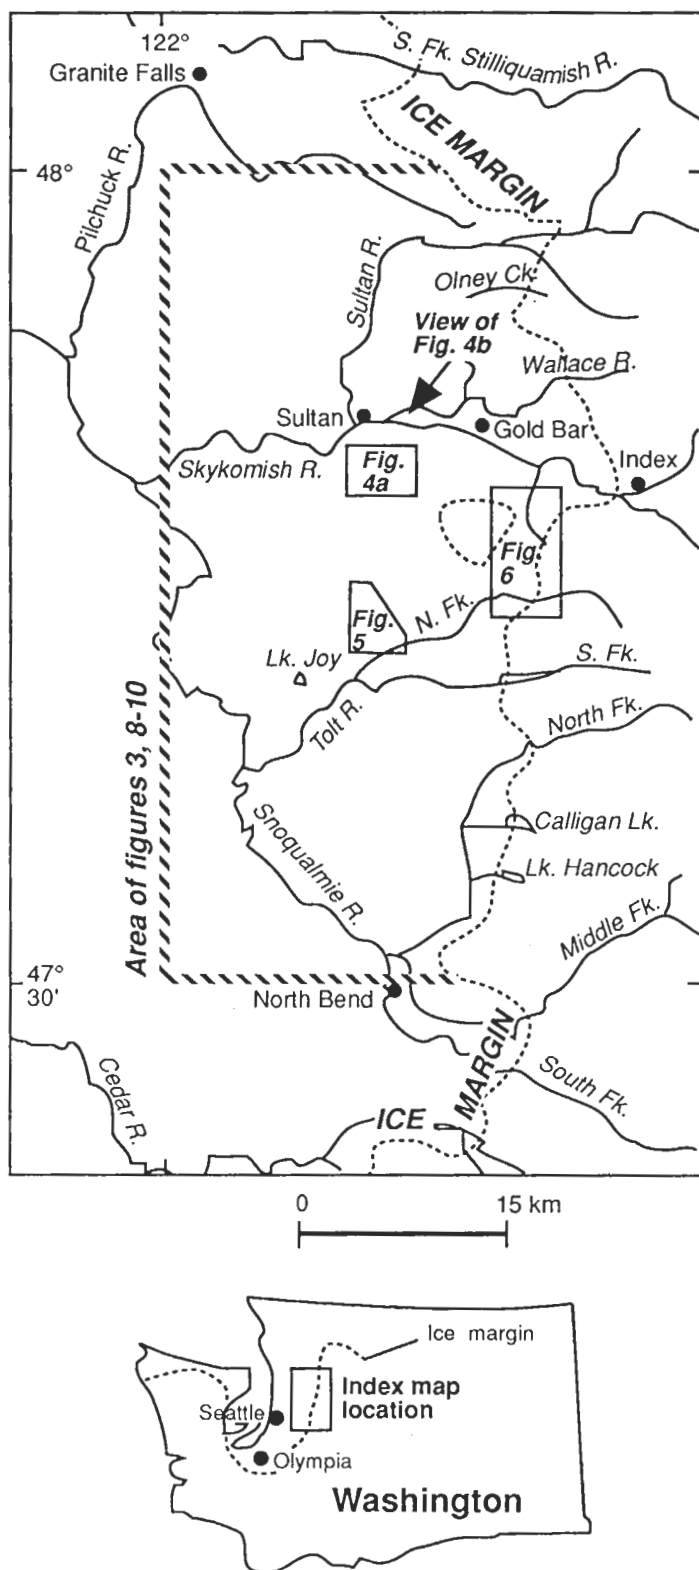 122°
S. Fk. Stilliquamish R.
Granite Falls
ICE MARGIN
48°
Pilchuck R.
Sultan R.
Olney Ck.
View of
Fig. 4b
Wallace R.
Sultan
Gold Bar
Skykomish R.
Fig.
4a
Index
Fig.
6
Fig.
5
N. Fk.
Lk. Joy
S. Fk.
Tolt R.
North Fk.
Area of figures 3, 8-10
Snoqualmie R.
Calligan Lk.
Lk. Hancock
Middle Fk.
47°
30'
North Bend
ICE MARGIN
South Fk.
Cedar R.
0 15 km
Ice margin
Index map
location
Seattle
Olympia
Washington